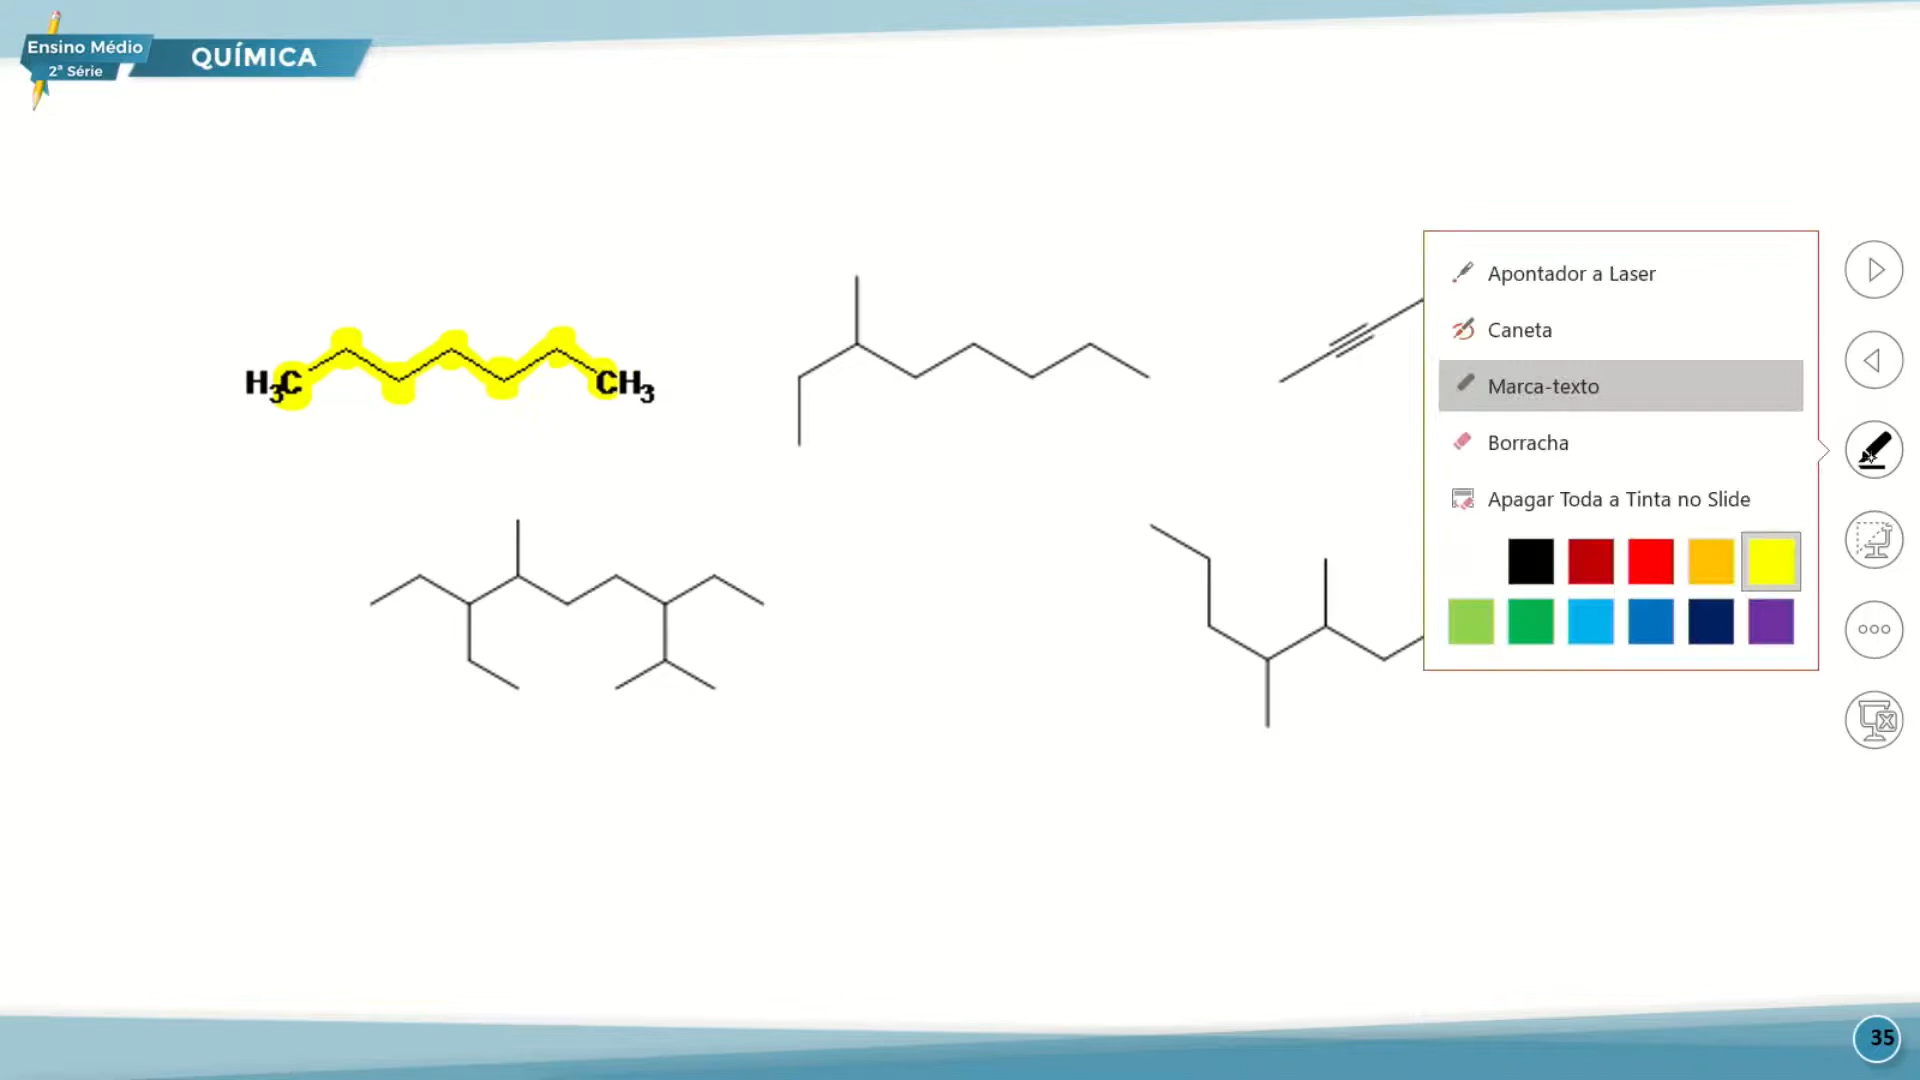 Ensino Médio
2ª Série
QUÍMICA
H3C
CH3
Apontador a Laser
Caneta
Marca-texto
Borracha
Apagar Toda a Tinta no Slide
35